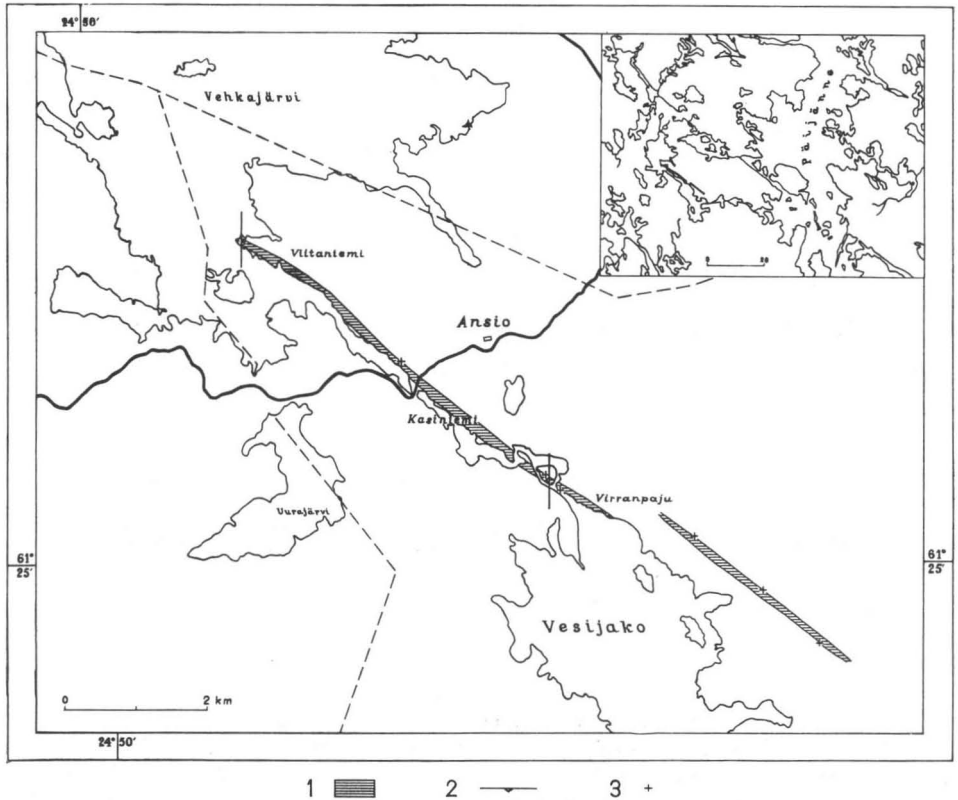 24°50'
Vehkajärvi
Päijänne
0 20
Viitaniemi
Ansio
Kasiniemi
Virranpaju
Uurajärvi
61°
25'
61°
25'
Vesijako
0 2 km
24°50'
1 2 3